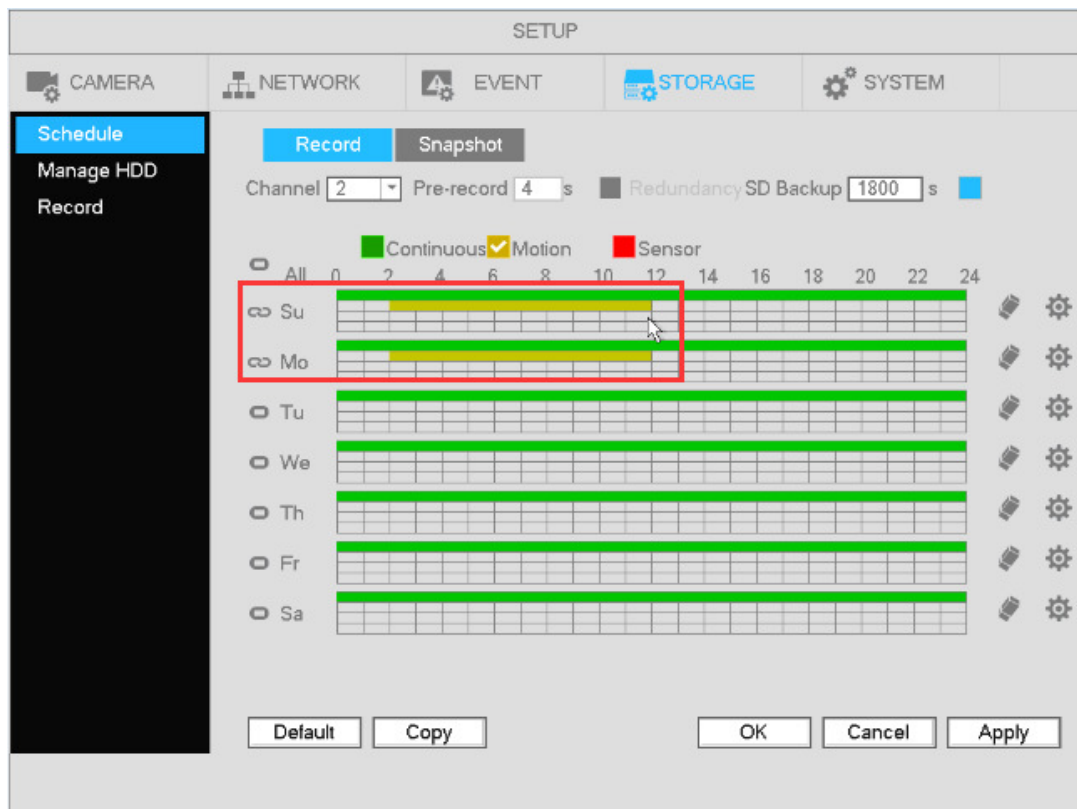 SETUP
CAMERA NETWORK EVENT STORAGE SYSTEM
Schedule
Manage HDD
Record
Record Snapshot
Channel 2 Pre-record 4 s Redundancy SD Backup 1800 s
Continuous Motion Sensor
All 0 2 4 6 8 10 12 14 16 18 20 22 24
Su
Mo
Tu
We
Th
Fr
Sa
Default Copy OK Cancel Apply